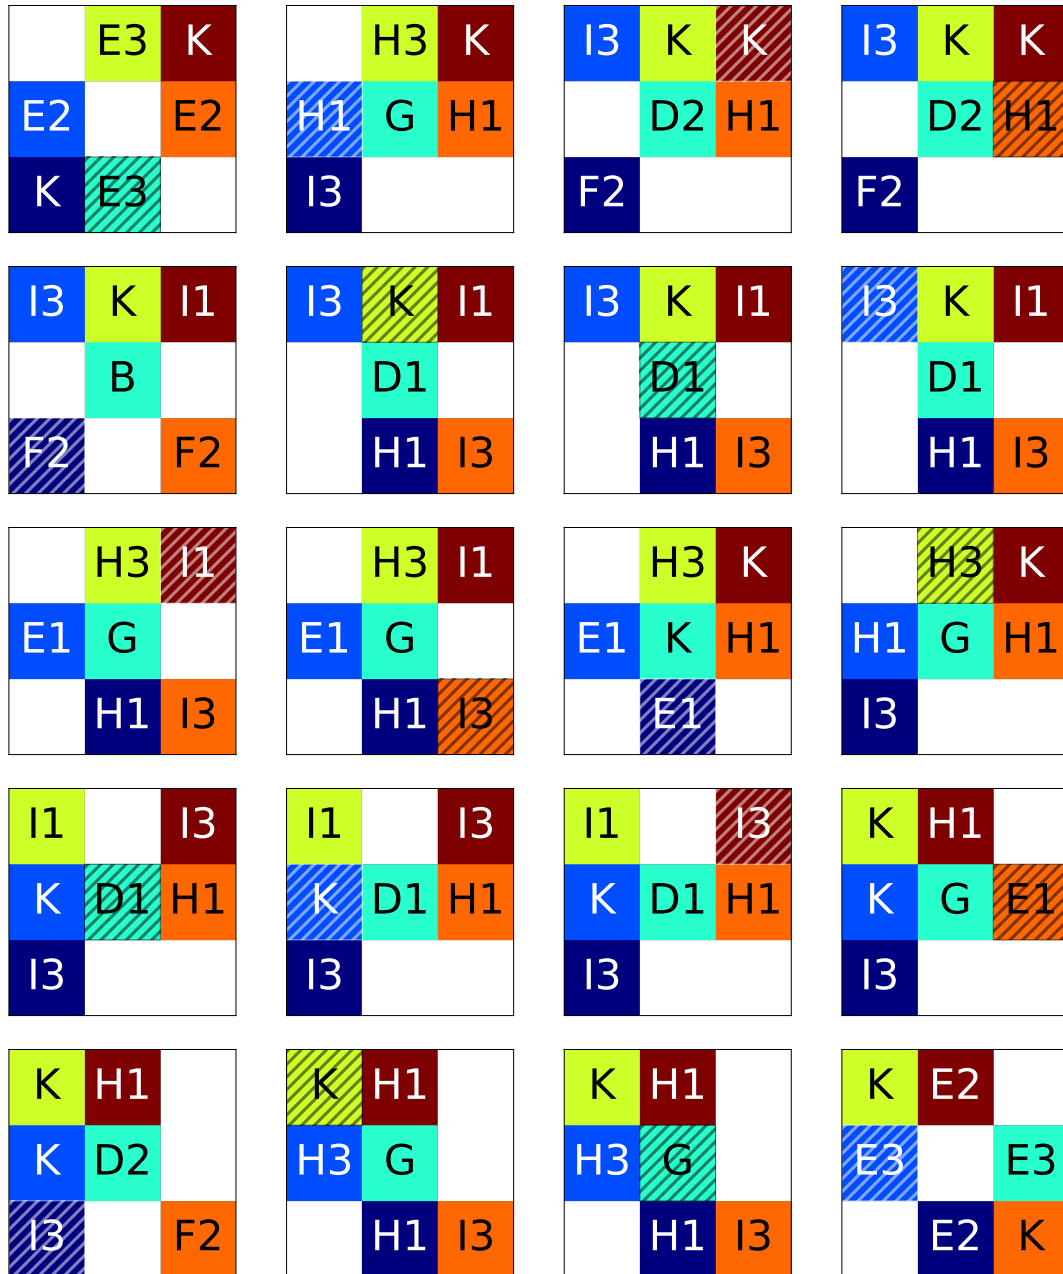 E3 K H3 K I3 K K I3 K K
E2 E2 H1 G H1 D2 H1 D2 H1
K E3 I3 F2 F2
I3 K I1 I3 K I1 I3 K I1 I3 K I1
B D1 D1 D1
F2 F2 H1 I3 H1 I3 H1 I3
H3 I1 H3 I1 H3 K H3 K
E1 G E1 G E1 K H1 H1 G H1
H1 I3 H1 I3 E1 I3
I1 I3 I1 I3 I1 I3 K H1
K D1 H1 K D1 H1 K D1 H1 K G E1
I3 I3 I3 I3
K H1 K H1 K H1 K E2
K D2 H3 G H3 G E3 E3
I3 F2 H1 I3 H1 I3 E2 K